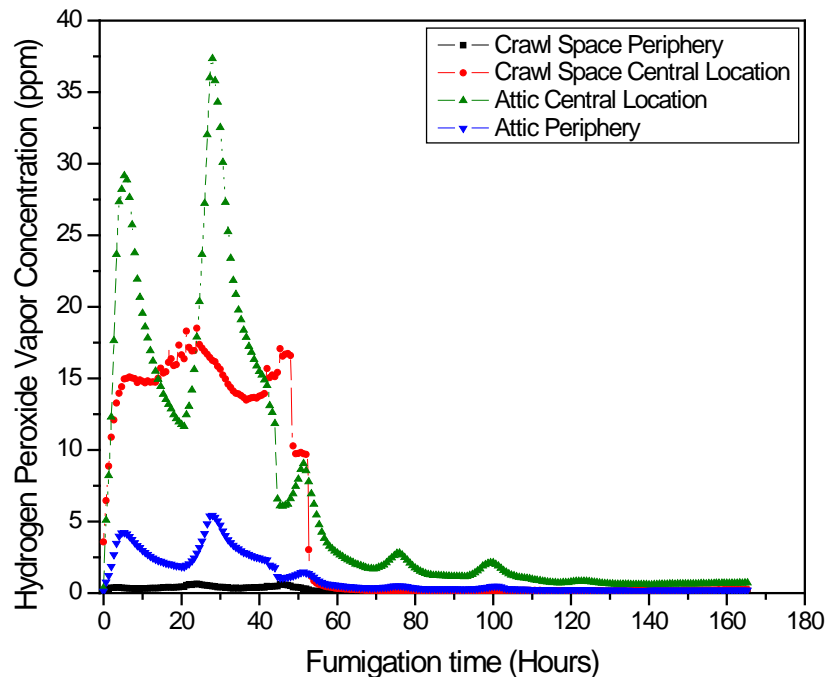 40
35
30
25
20
15
10
5
0
Hydrogen Peroxide Vapor Concentration (ppm)
Crawl Space Periphery
Crawl Space Central Location
Attic Central Location
Attic Periphery
0 20 40 60 80 100 120 140 160 180
Fumigation time (Hours)